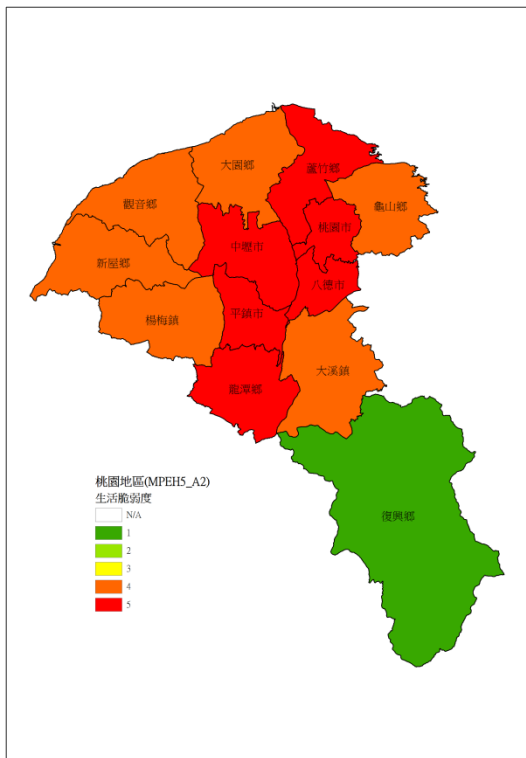 大園鄉
蘆竹鄉
觀音鄉
龜山鄉
桃園市
中壢市
新屋鄉
八德市
楊梅鎮
平鎮市
大溪鎮
龍潭鄉
復興鄉
桃園地區(MPEH5_A2)
生活脆弱度
N/A
1
2
3
4
5